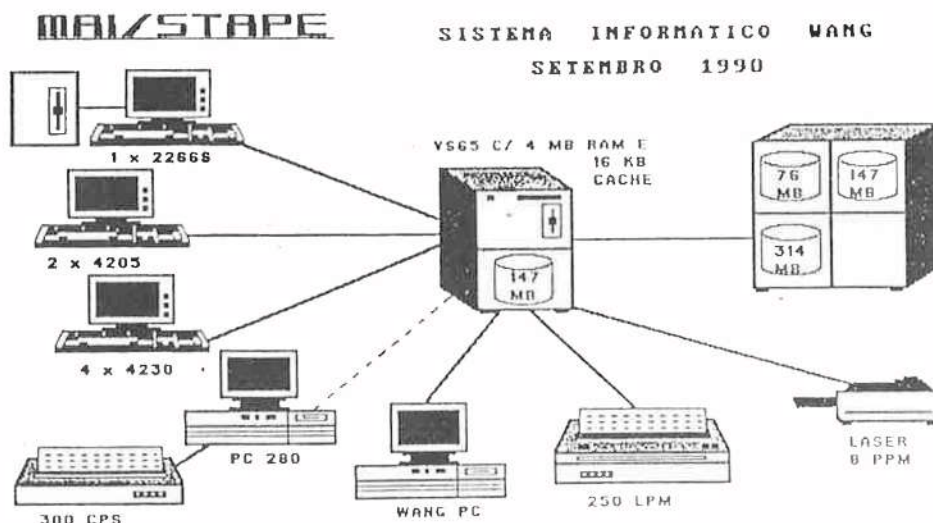 MAI/STAPE
SISTEMA INFORMATICO WANG
SETEMBRO 1990
1 x 2266S
2 x 4205
4 x 4230
VS65 C/ 4 MB RAM E
16 KB
CACHE
147
MB
76
MB
147
MB
314
MB
PC 280
300 CPS
WANG PC
250 LPM
LASER
8 PPM